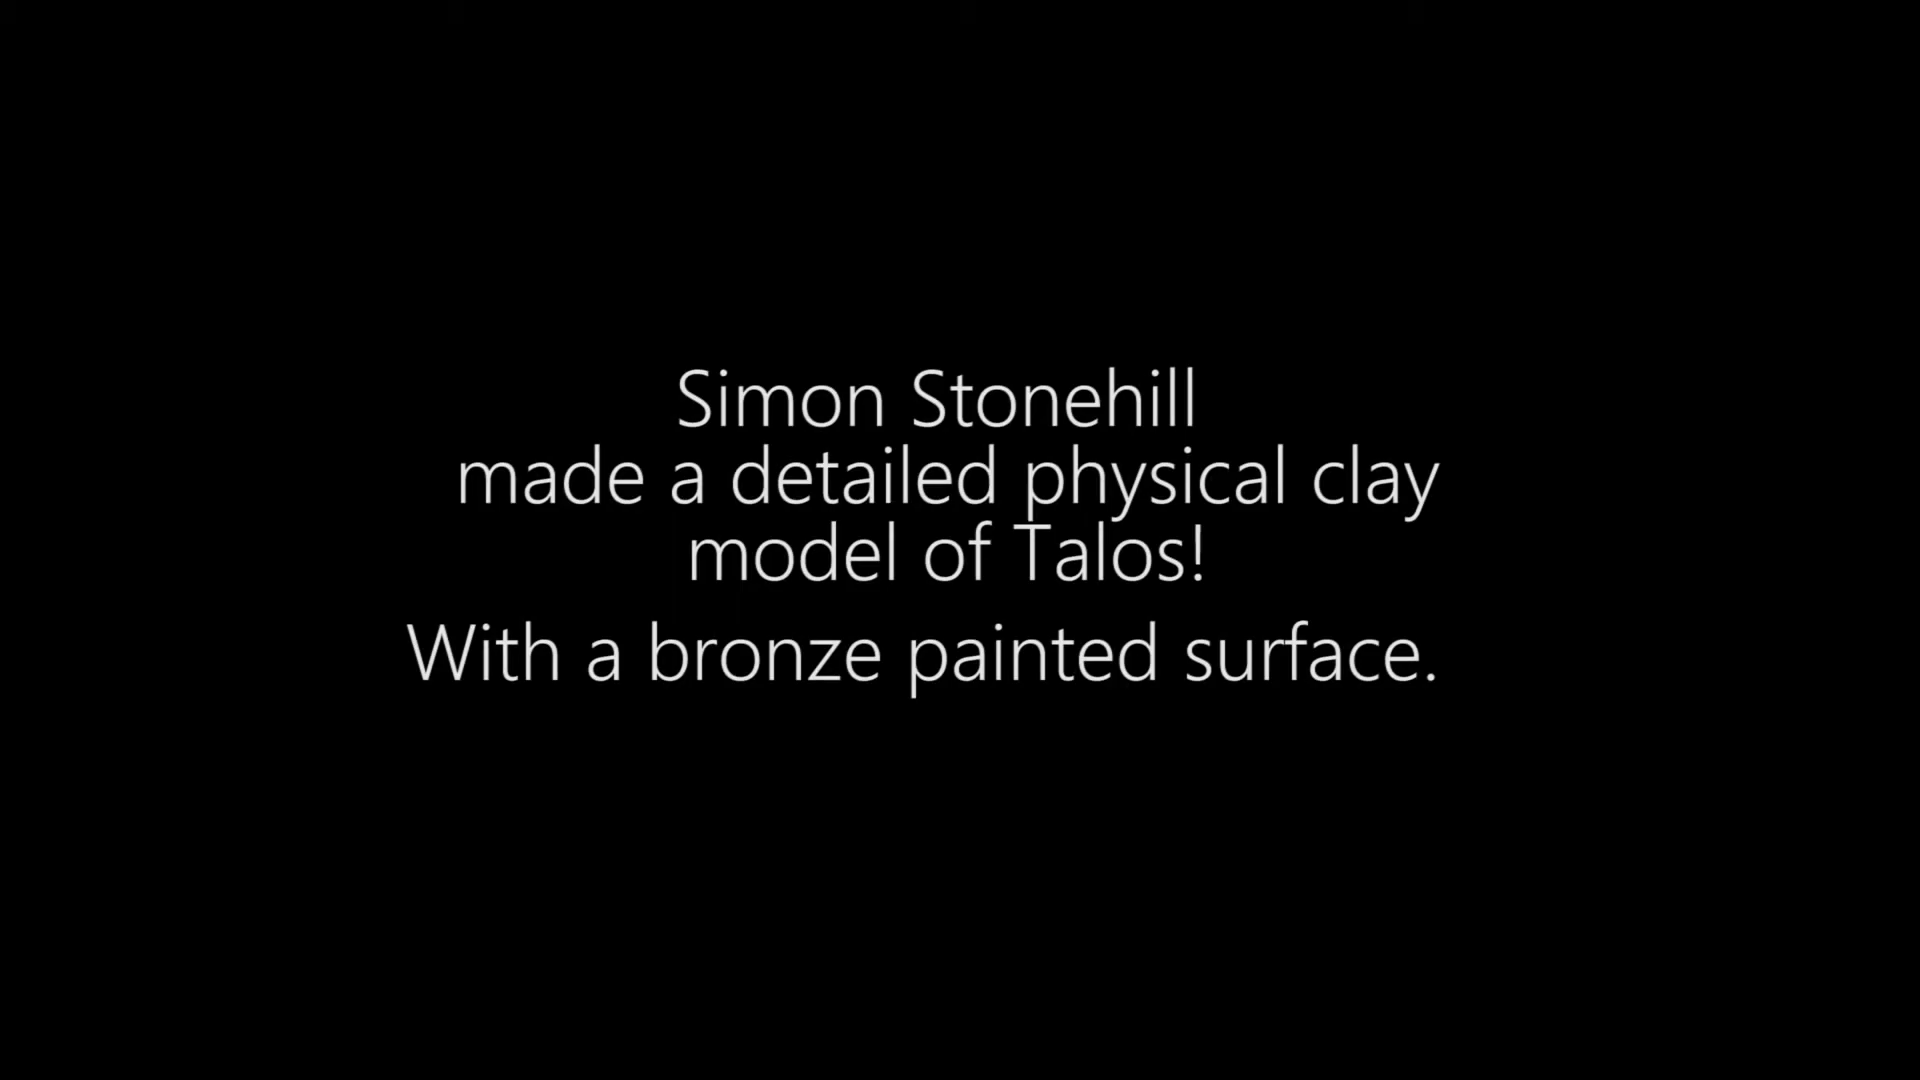 Simon Stonehill
made a detailed physical clay
model of Talos!
With a bronze painted surface.